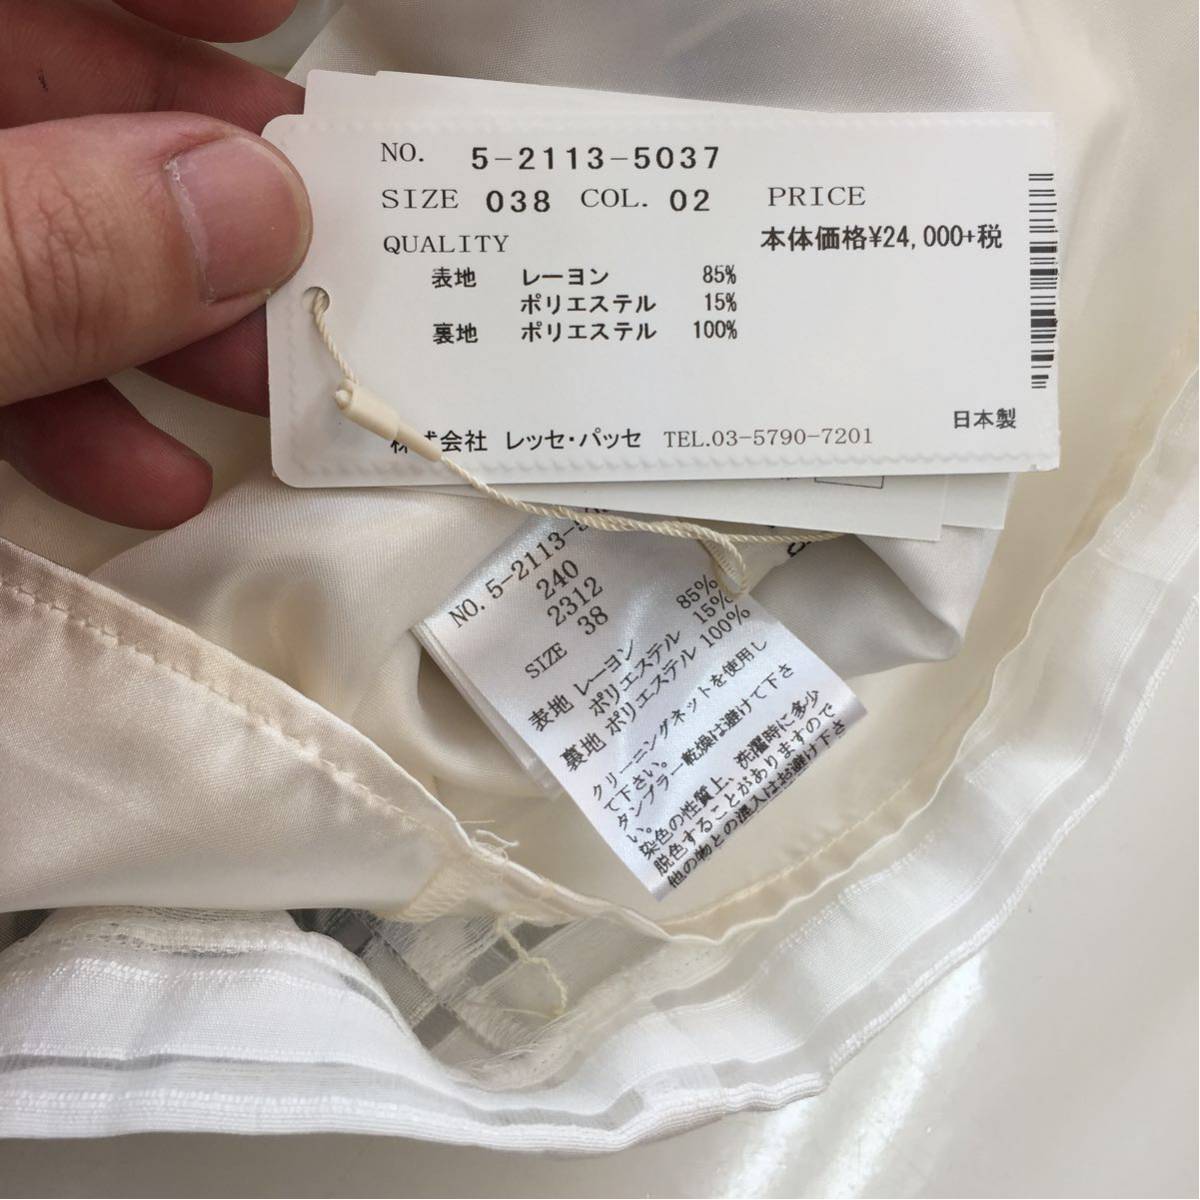 NO. 5-2113-5037
SIZE 038 COL. 02 PRICE
QUALITY 本体価格¥24,000+税
表地 レーヨン 85%
ポリエステル 15%
裏地 ポリエステル 100%
日本製
株式会社 レッセ・パッセ TEL.03-5790-7201
NO. 5-2113-
240
2312
SIZE 38
表地 レーヨン 85%
ポリエステル 15%
裏地 ポリエステル 100%
クリーニングネットを使用し
て下さい。
タンブラー乾燥は避けて下さ
い。
染色の性質上、洗濯時に多少
脱色することがありますので
他の物との混入はお避け下さ